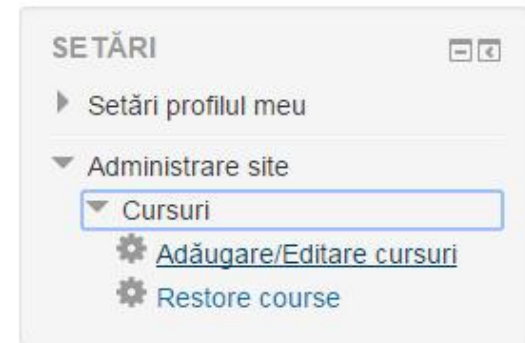 SETĂRI
Setări profilul meu
Administrare site
Cursuri
Adăugare/Editare cursuri
Restore course